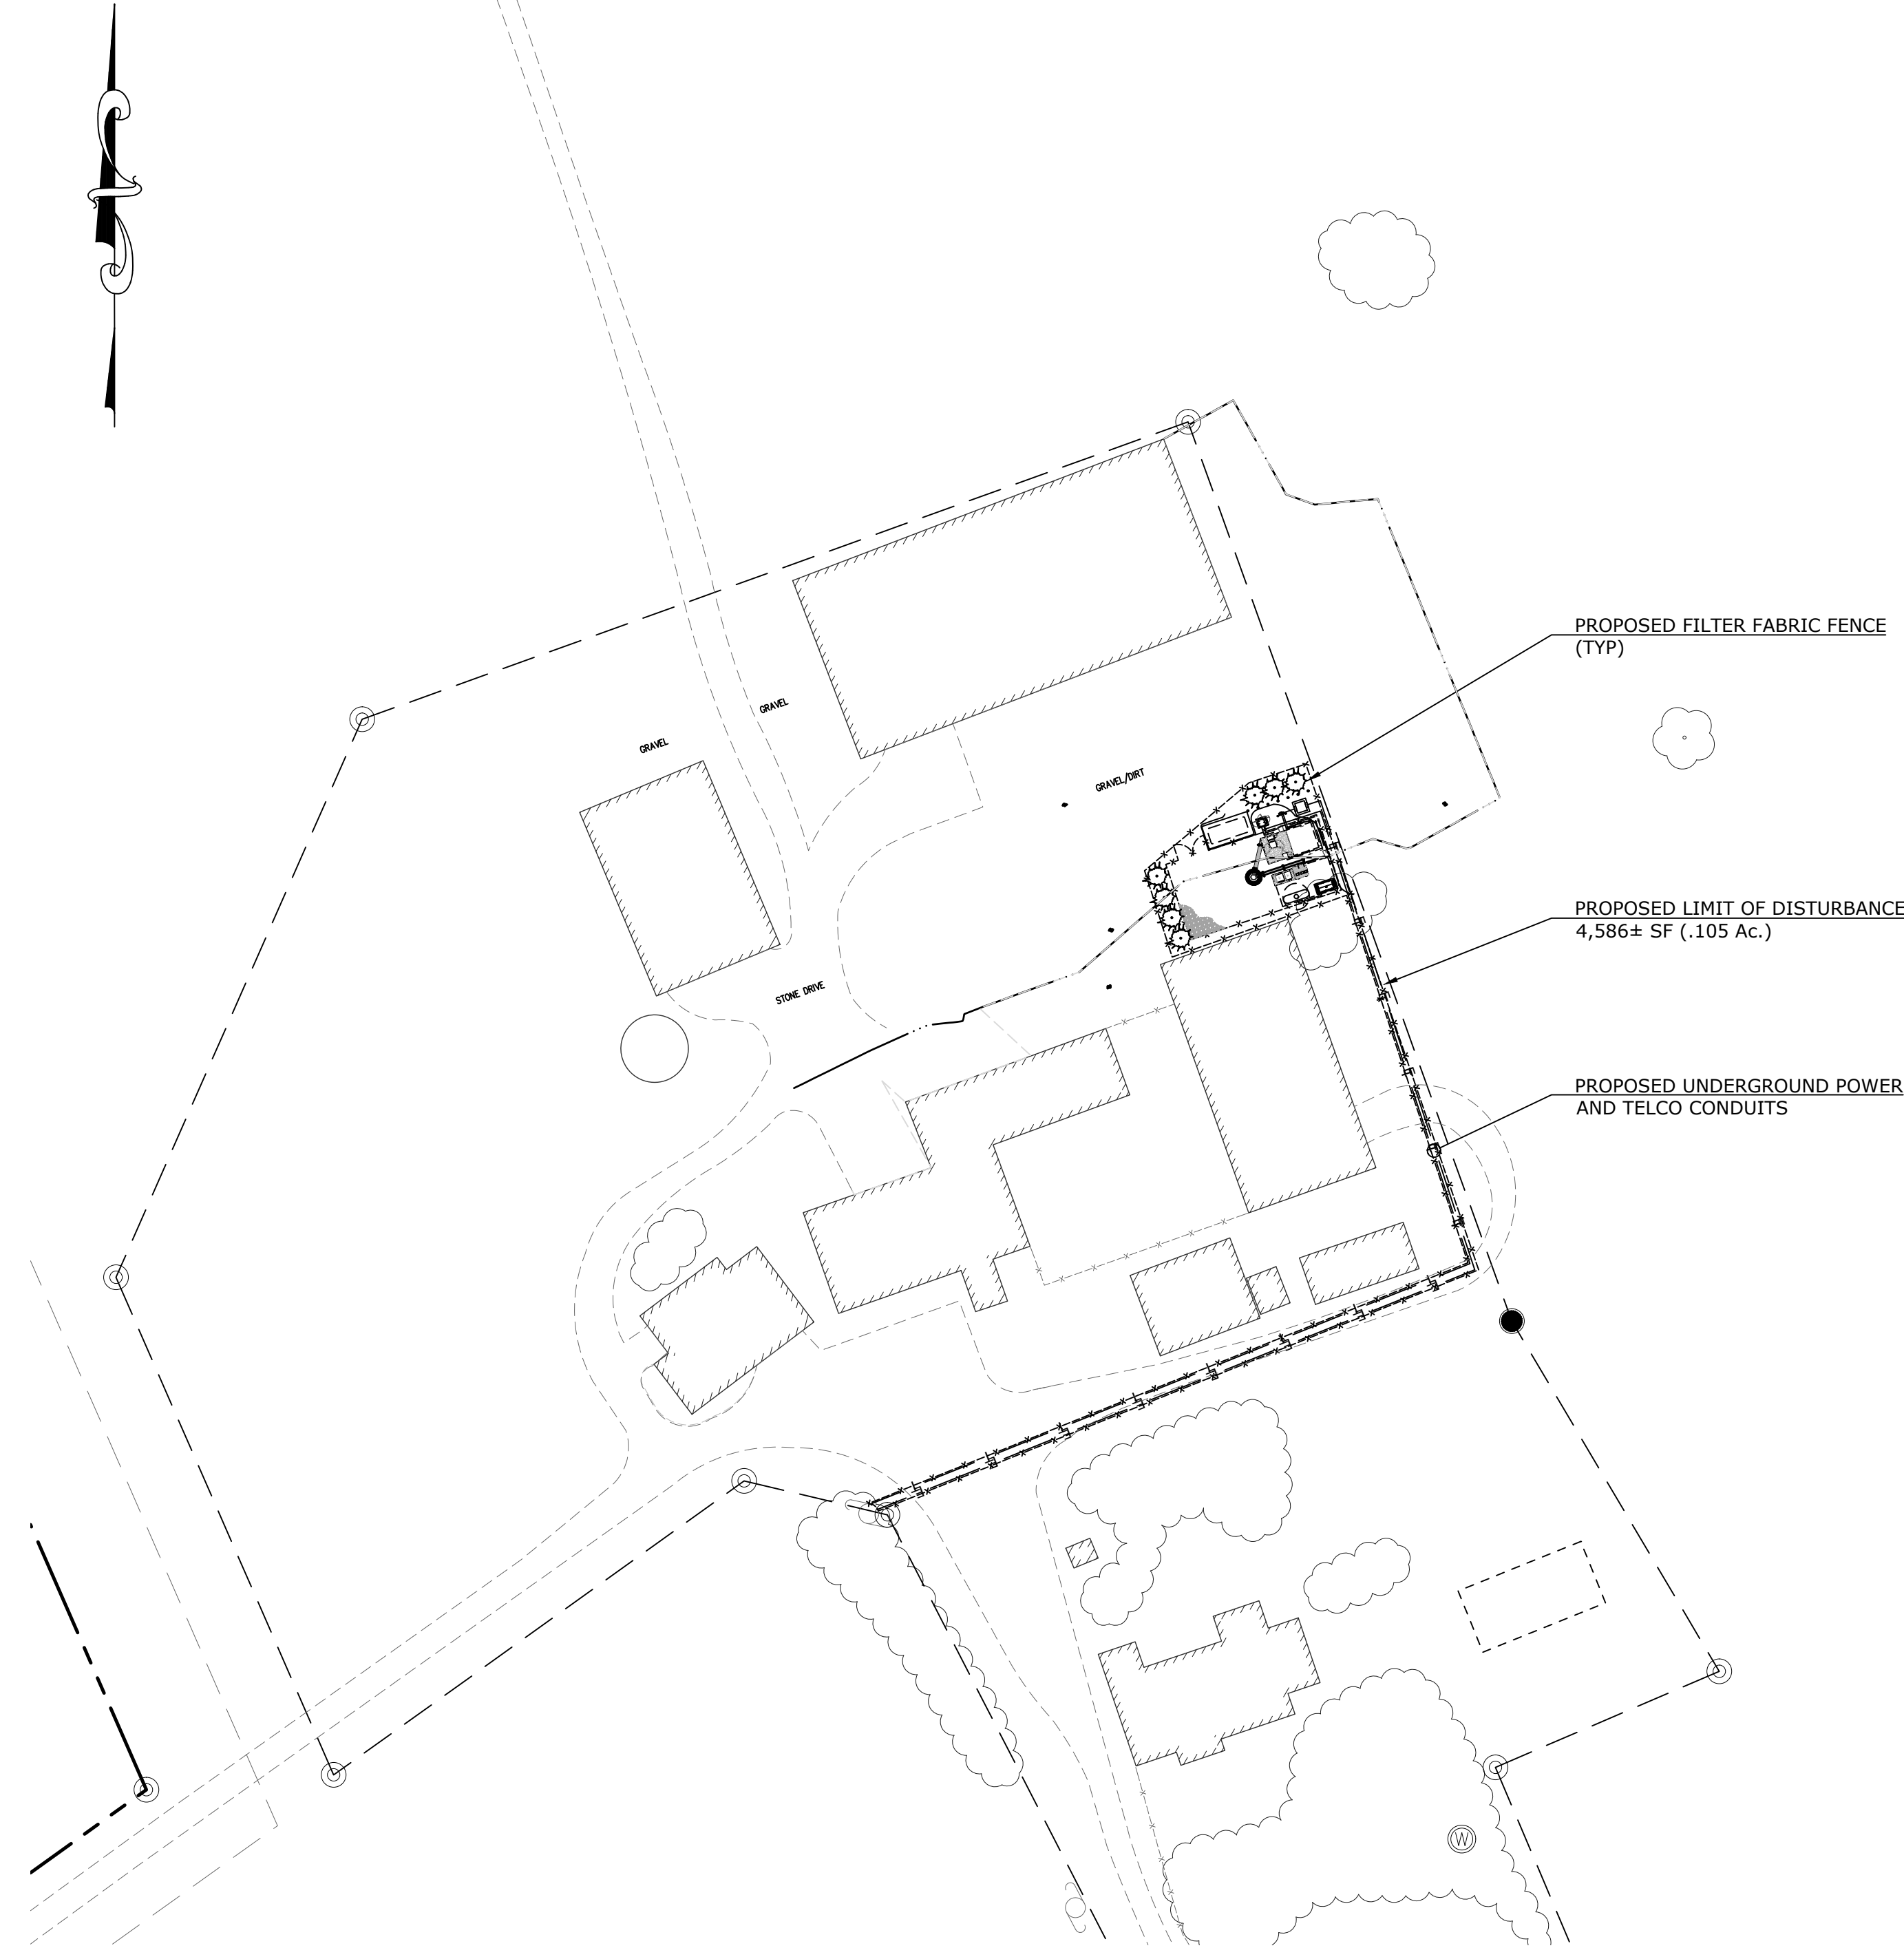 PROPOSED FILTER FABRIC FENCE
(TYP)
GRAVEL
GRAVEL
GRAVEL/DIRT
PROPOSED LIMIT OF DISTURBANCE
4,586± SF (.105 Ac.)
STONE DRIVE
PROPOSED UNDERGROUND POWER
AND TELCO CONDUITS
W